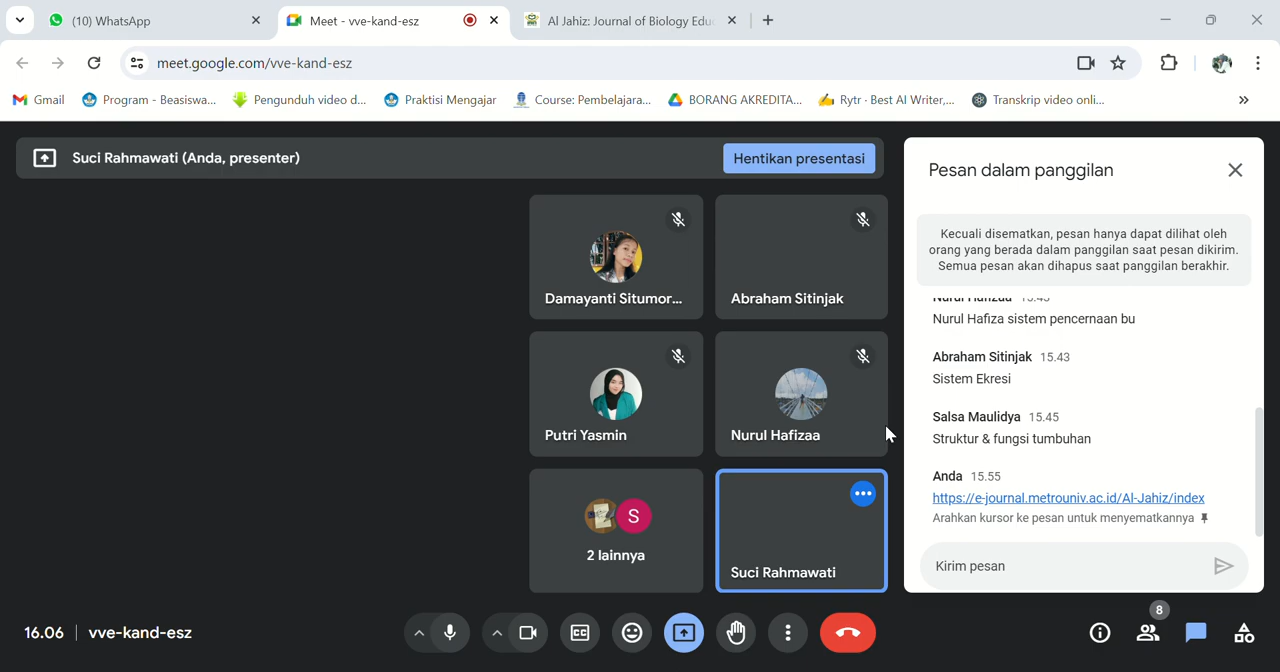 (10) WhatsApp
Meet - vve-kand-esz
Al Jahiz: Journal of Biology Edu
meet.google.com/vve-kand-esz
Gmail
Program - Beasiswa...
Pengunduh video d...
Praktisi Mengajar
Course: Pembelajara...
BORANG AKREDITA...
Rytr - Best AI Writer,...
Transkrip video onli...
Suci Rahmawati (Anda, presenter)
Hentikan presentasi
Damayanti Situmor...
Abraham Sitinjak
Putri Yasmin
Nurul Hafizaa
S
2 lainnya
Suci Rahmawati
Pesan dalam panggilan
Kecuali disematkan, pesan hanya dapat dilihat oleh
orang yang berada dalam panggilan saat pesan dikirim.
Semua pesan akan dihapus saat panggilan berakhir.
Nurul Hafizaa 15.43
Nurul Hafiza sistem pencernaan bu
Abraham Sitinjak 15.43
Sistem Ekresi
Salsa Maulidya 15.45
Struktur & fungsi tumbuhan
Anda 15.55
https://e-journal.metrouniv.ac.id/Al-Jahiz/index
Arahkan kursor ke pesan untuk menyematkannya
Kirim pesan
16.06
vve-kand-esz
CC
8